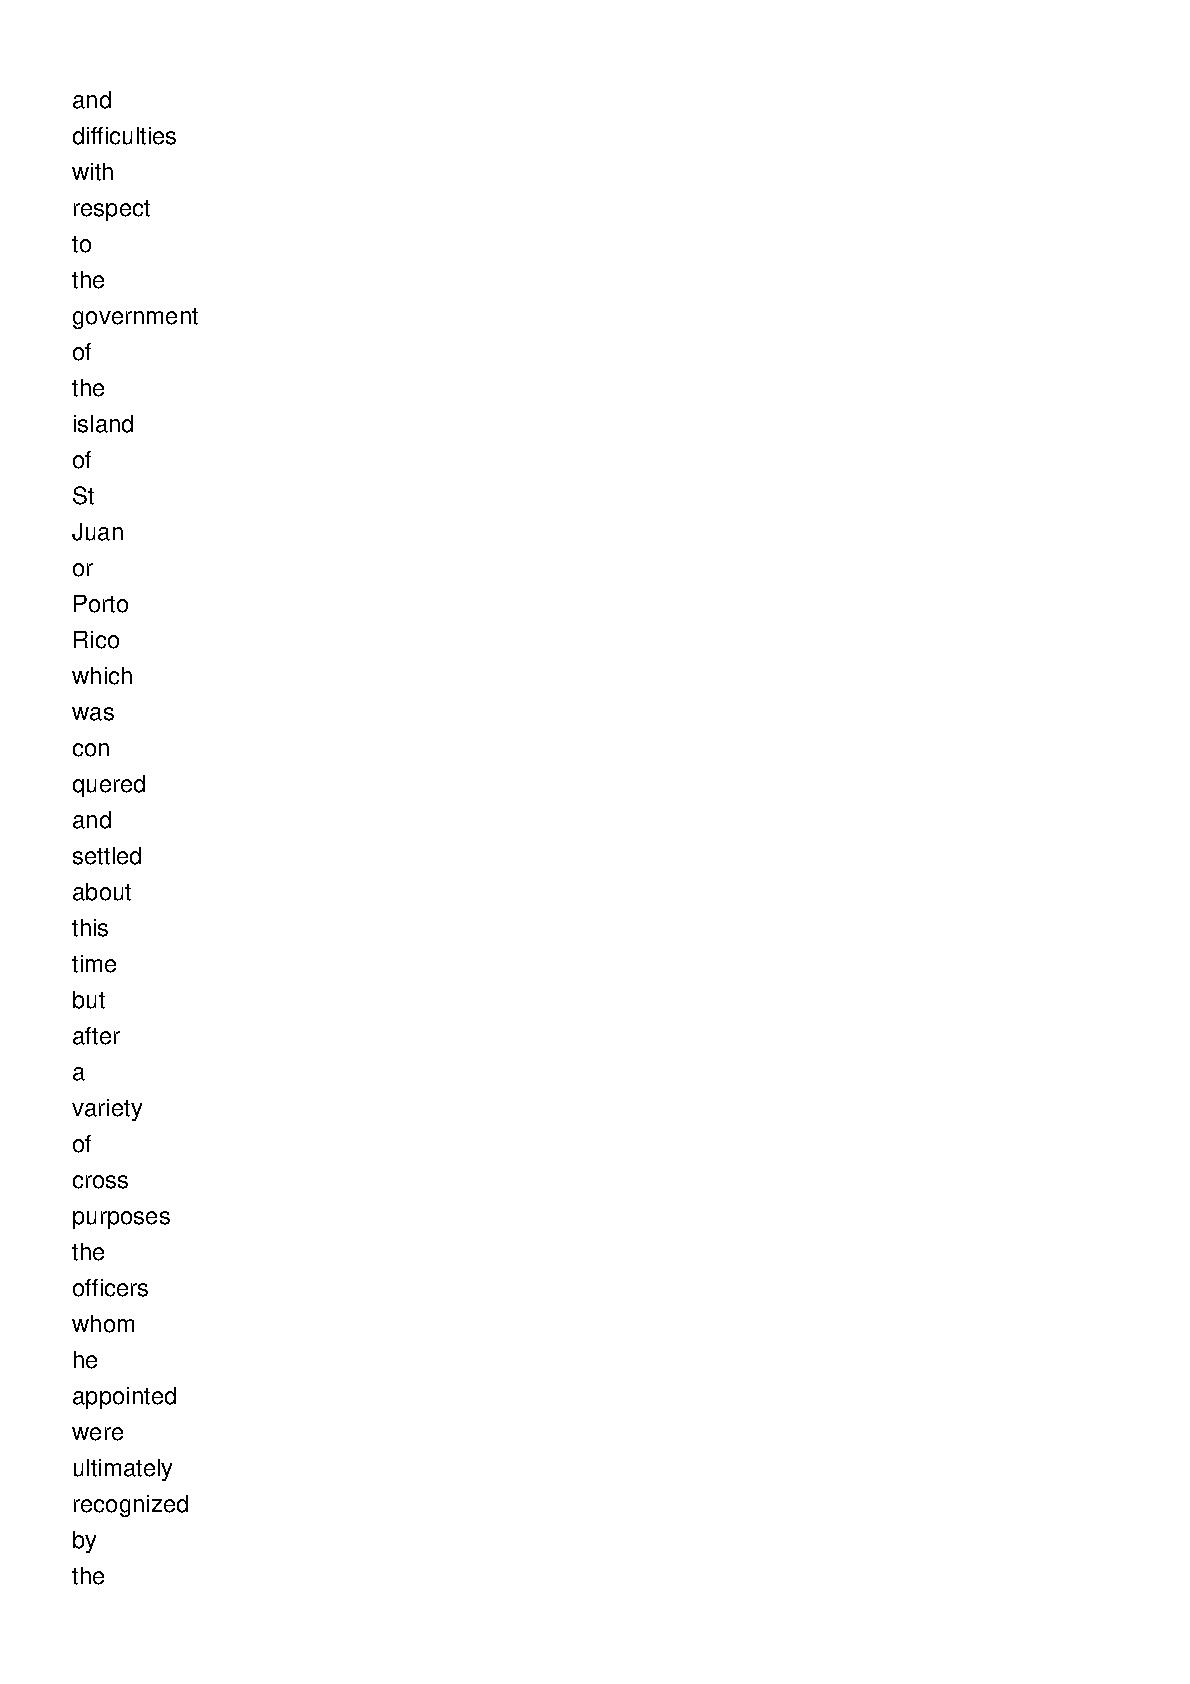 and
difficulties
with
respect
to
the
government
of
the
island
of
St
Juan
or
Porto
Rico
which
was
con
quered
and
settled
about
this
time
but
after
a
variety
of
cross
purposes
the
officers
whom
he
appointed
were
ultimately
recognized
by
the